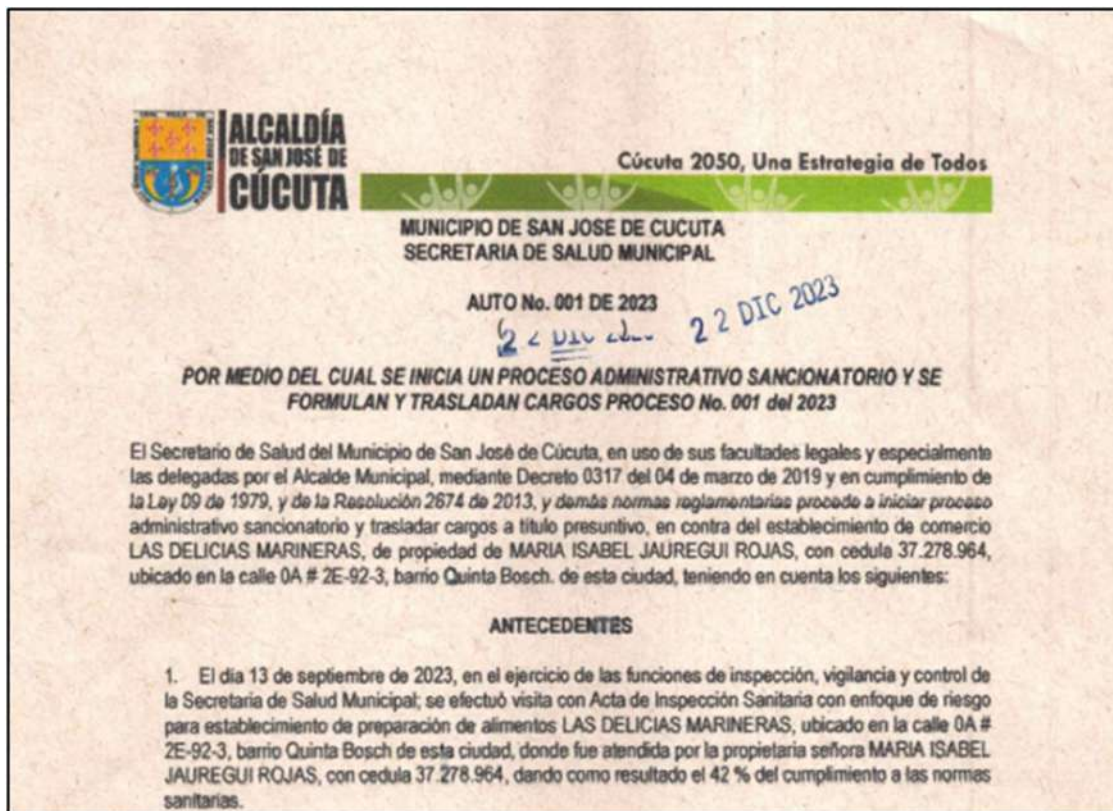 ALCALDÍA
DE SAN JOSÉ DE
CÚCUTA
Cúcuta 2050, Una Estrategia de Todos
MUNICIPIO DE SAN JOSE DE CUCUTA
SECRETARIA DE SALUD MUNICIPAL
AUTO No. 001 DE 2023
22 DIC 2023
POR MEDIO DEL CUAL SE INICIA UN PROCESO ADMINISTRATIVO SANCIONATORIO Y SE
FORMULAN Y TRASLADAN CARGOS PROCESO No. 001 del 2023
El Secretario de Salud del Municipio de San José de Cúcuta, en uso de sus facultades legales y especialmente
las delegadas por el Alcalde Municipal, mediante Decreto 0317 del 04 de marzo de 2019 y en cumplimiento de
la Ley 09 de 1979, y de la Resolución 2674 de 2013, y demás normas reglamentarias procede a iniciar proceso
administrativo sancionatorio y trasladar cargos a título presuntivo, en contra del establecimiento de comercio
LAS DELICIAS MARINERAS, de propiedad de MARIA ISABEL JAUREGUI ROJAS, con cedula 37.278.964,
ubicado en la calle 0A # 2E-92-3, barrio Quinta Bosch. de esta ciudad, teniendo en cuenta los siguientes:
ANTECEDENTES
1. El día 13 de septiembre de 2023, en el ejercicio de las funciones de inspección, vigilancia y control de
la Secretaria de Salud Municipal; se efectuó visita con Acta de Inspección Sanitaria con enfoque de riesgo
para establecimiento de preparación de alimentos LAS DELICIAS MARINERAS, ubicado en la calle 0A #
2E-92-3, barrio Quinta Bosch de esta ciudad, donde fue atendida por la propietaria señora MARIA ISABEL
JAUREGUI ROJAS, con cedula 37.278.964, dando como resultado el 42 % del cumplimiento a las normas
sanitarias.